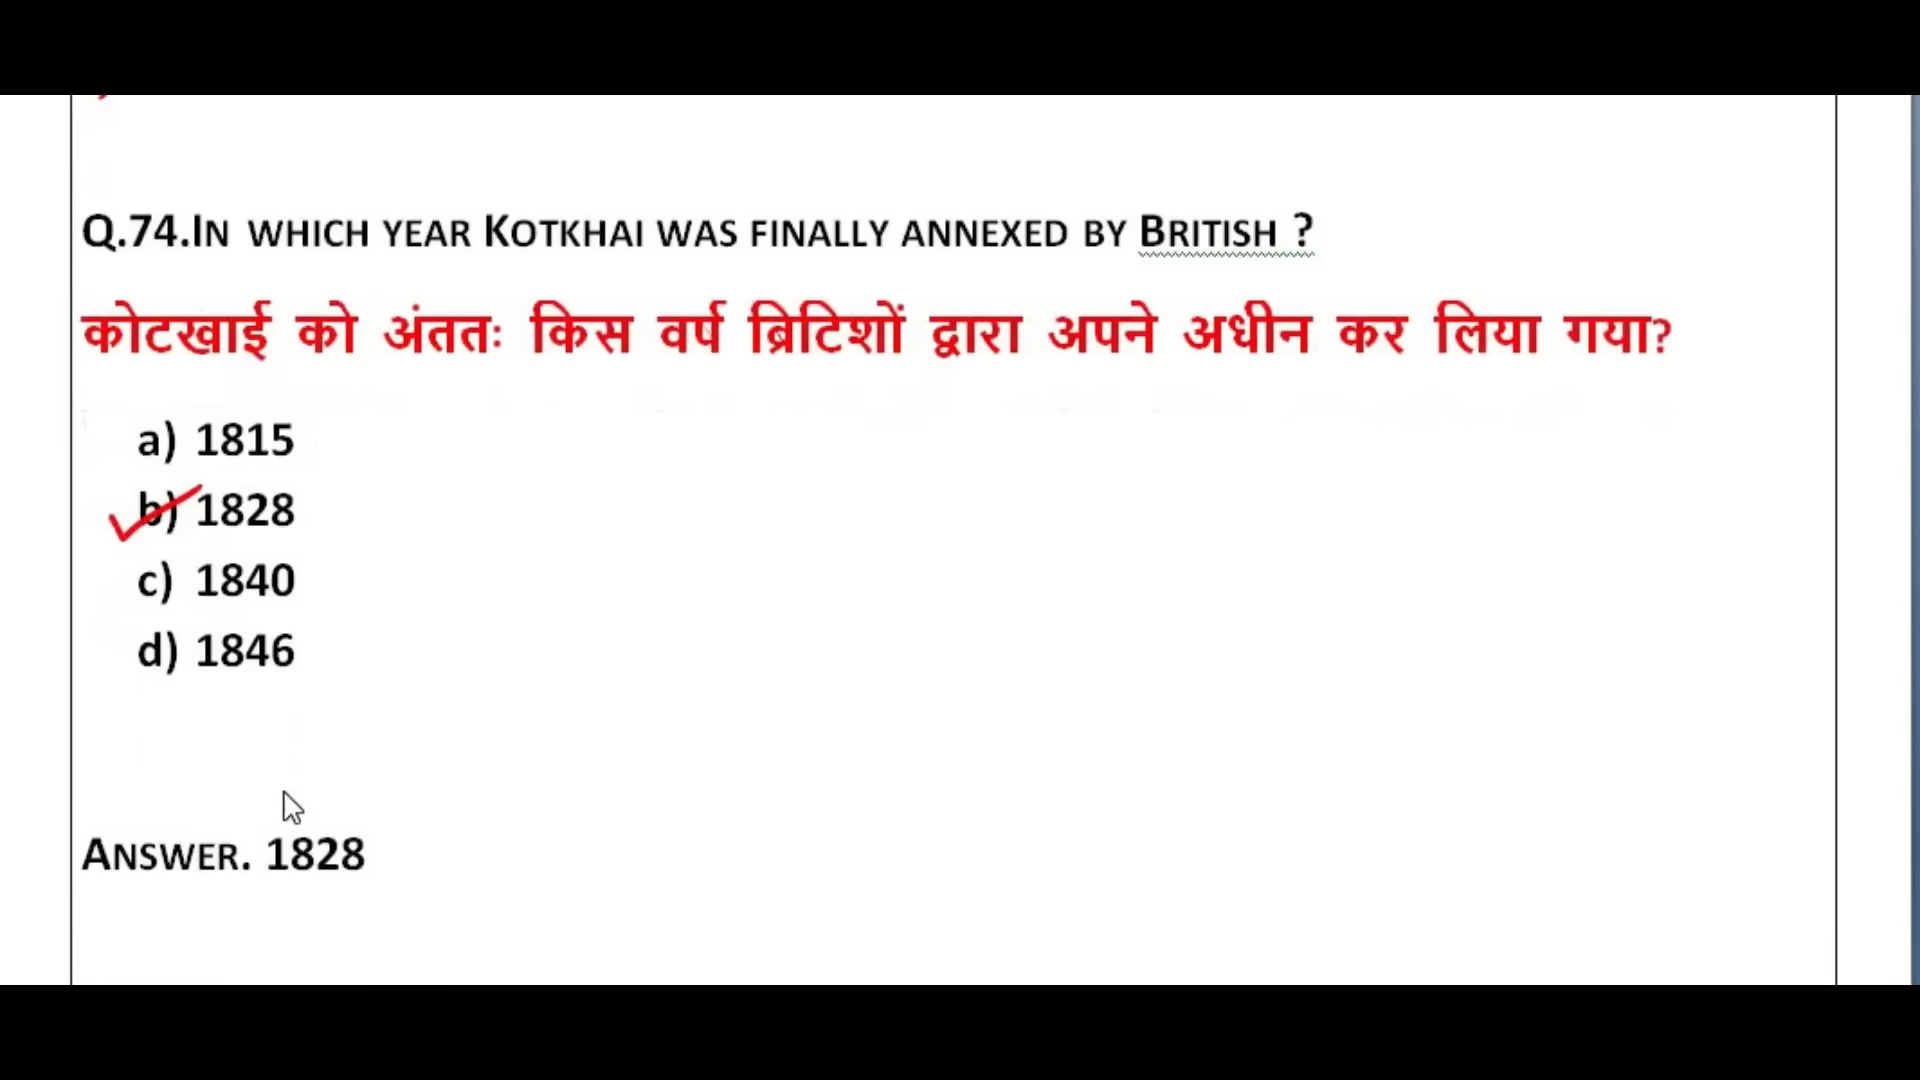 Q.74.In which year Kotkhai was finally annexed by British ?
कोटखाई को अंततः किस वर्ष ब्रिटिशों द्वारा अपने अधीन कर लिया गया?
a) 1815
b) 1828
c) 1840
d) 1846
Answer. 1828